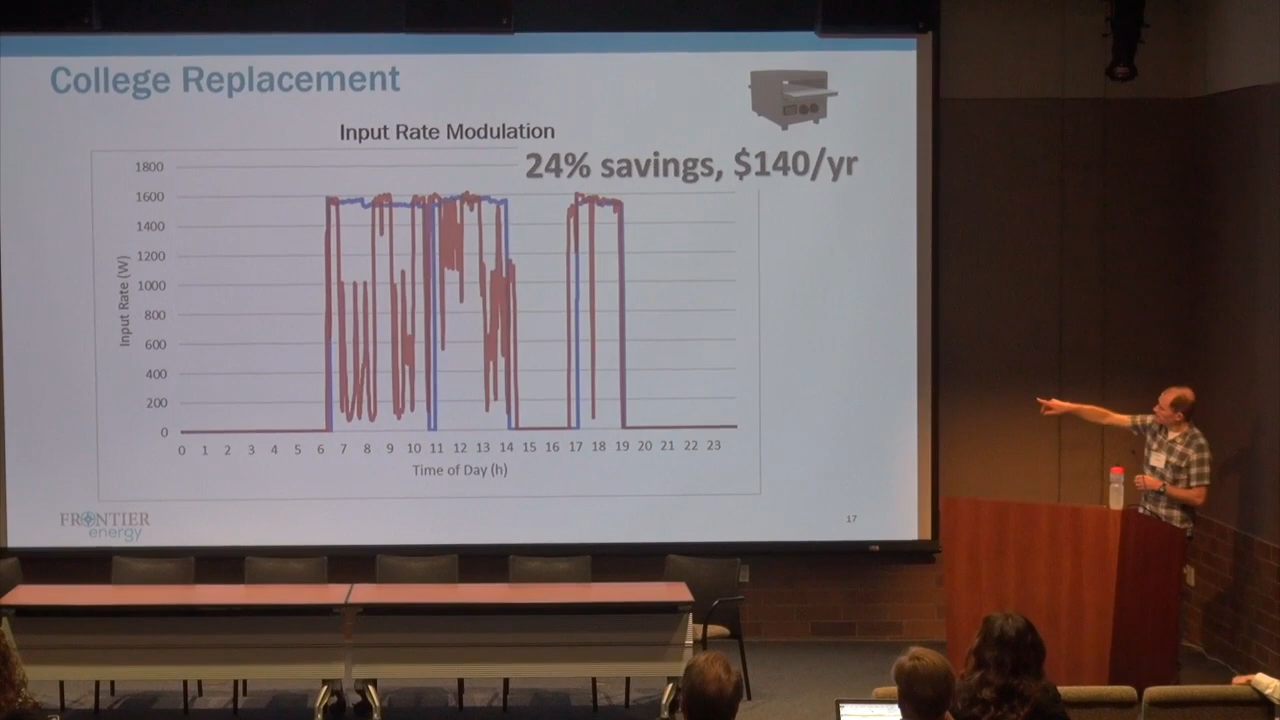 College Replacement
Input Rate Modulation
24% savings, $140/yr
1800
1600
1400
1200
1000
800
600
400
200
0
Input Rate (W)
0 1 2 3 4 5 6 7 8 9 10 11 12 13 14 15 16 17 18 19 20 21 22 23
Time of Day (h)
FRONTIER
energy
17